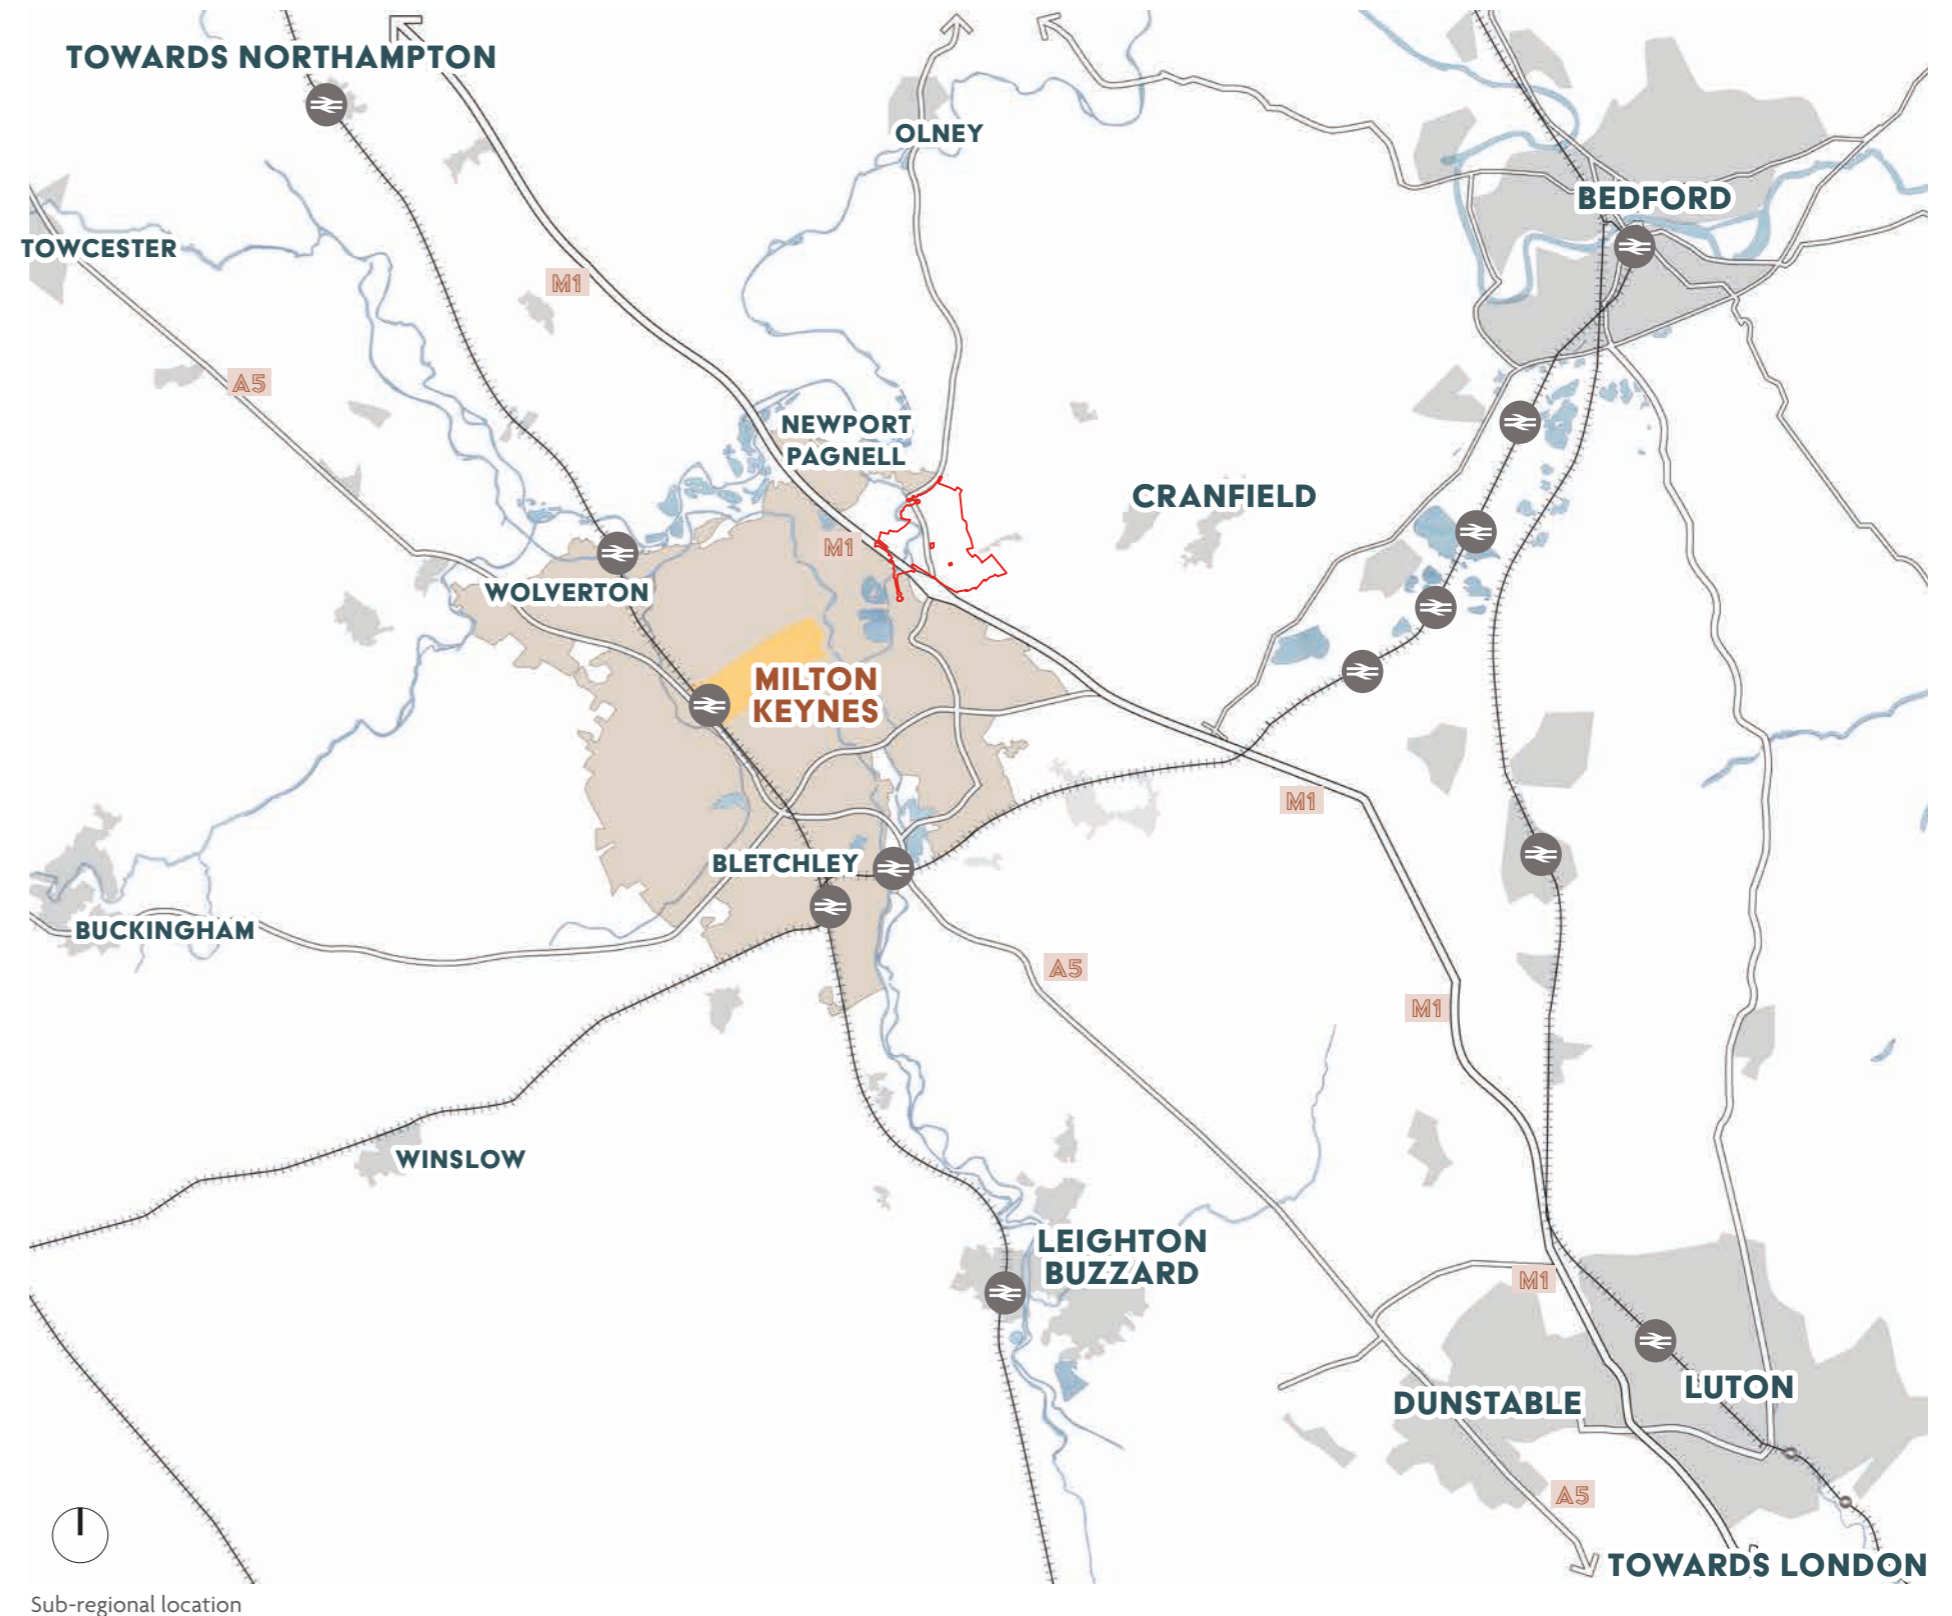 TOWARDS NORTHAMPTON
OLNEY
BEDFORD
TOWCESTER
M1
A5
NEWPORT
PAGNELL
CRANFIELD
M1
WOLVERTON
MILTON
KEYNES
M1
BLETCHLEY
BUCKINGHAM
A5
M1
WINSLOW
LEIGHTON
BUZZARD
M1
LUTON
DUNSTABLE
A5
TOWARDS LONDON
Sub-regional location